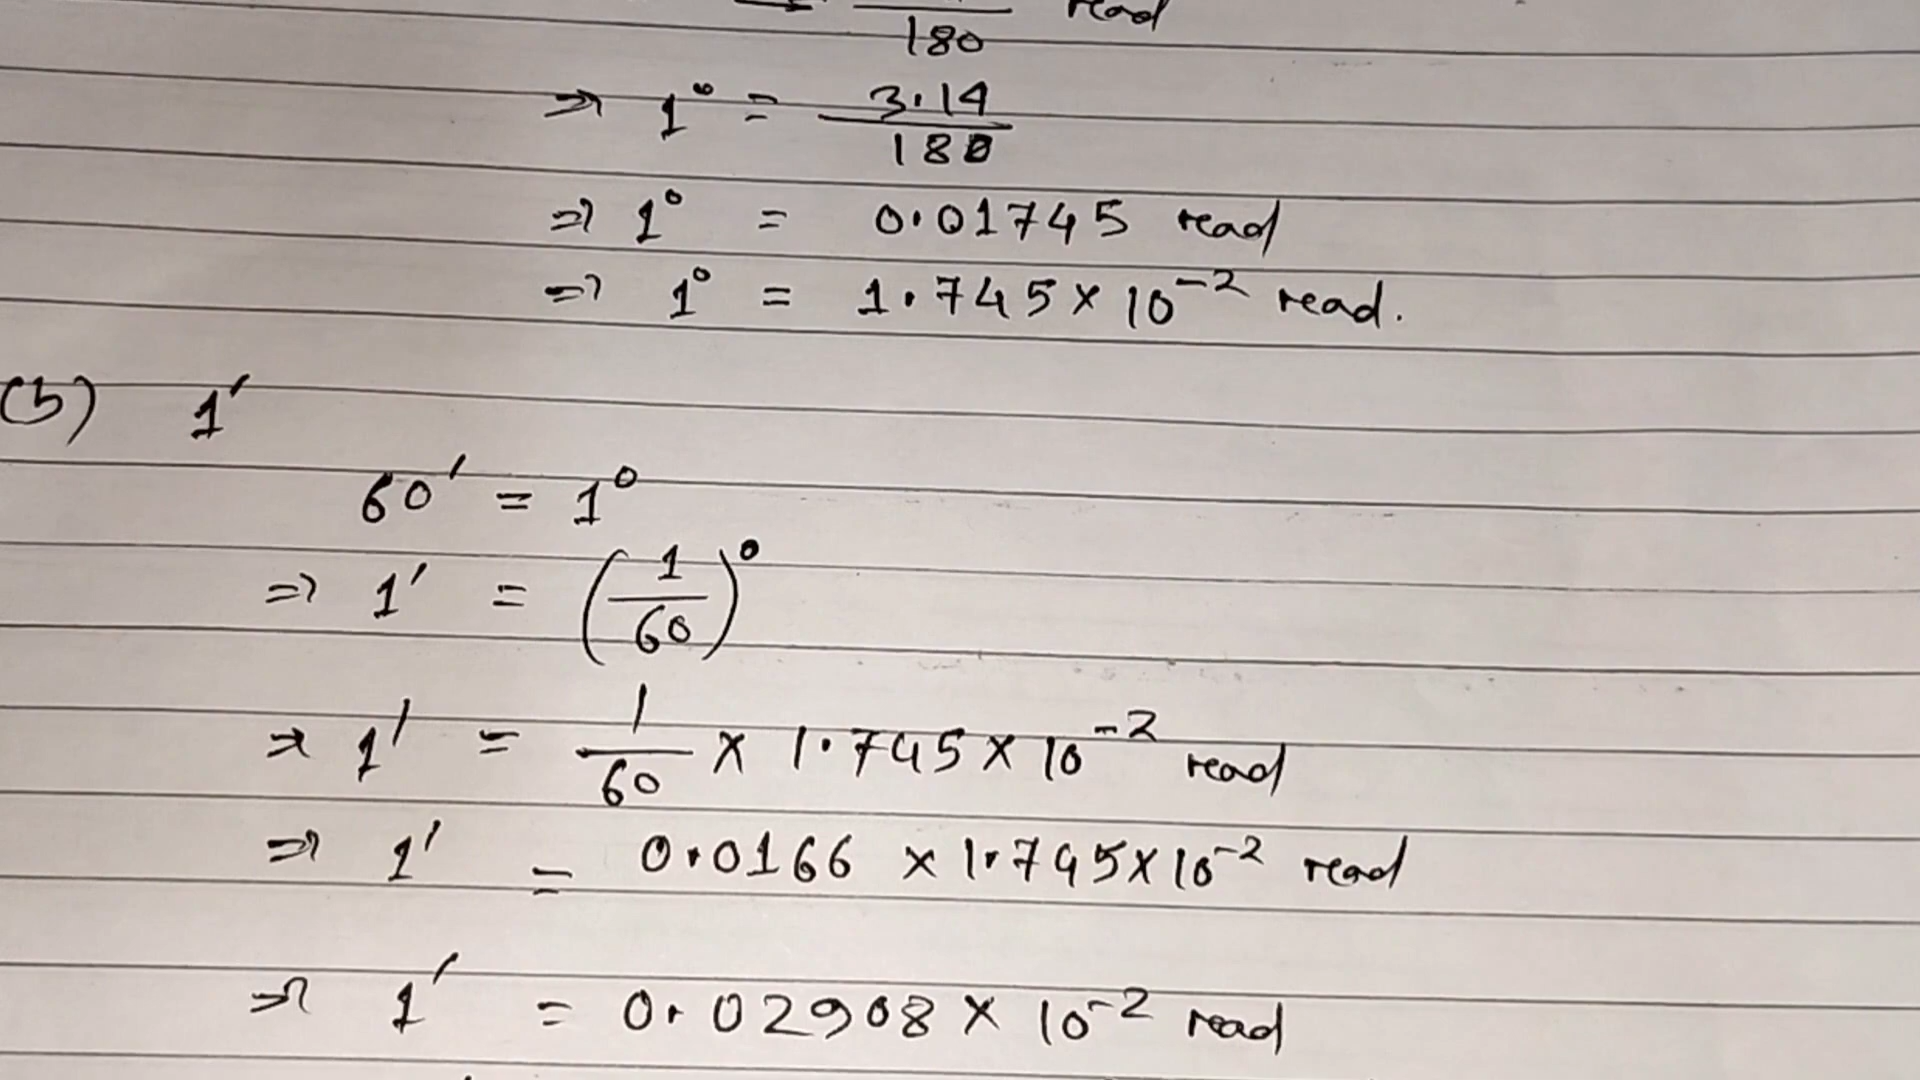 180 read
⇒ 1° = 3.14/180
⇒ 1° = 0.01745 read
⇒ 1° = 1.745 × 10⁻² read.
(b) 1′
60′ = 1°
⇒ 1′ = (1/60)°
⇒ 1′ = 1/60 × 1.745 × 10⁻² read
⇒ 1′ = 0.0166 × 1.745 × 10⁻² read
⇒ 1′ = 0.02908 × 10⁻² read